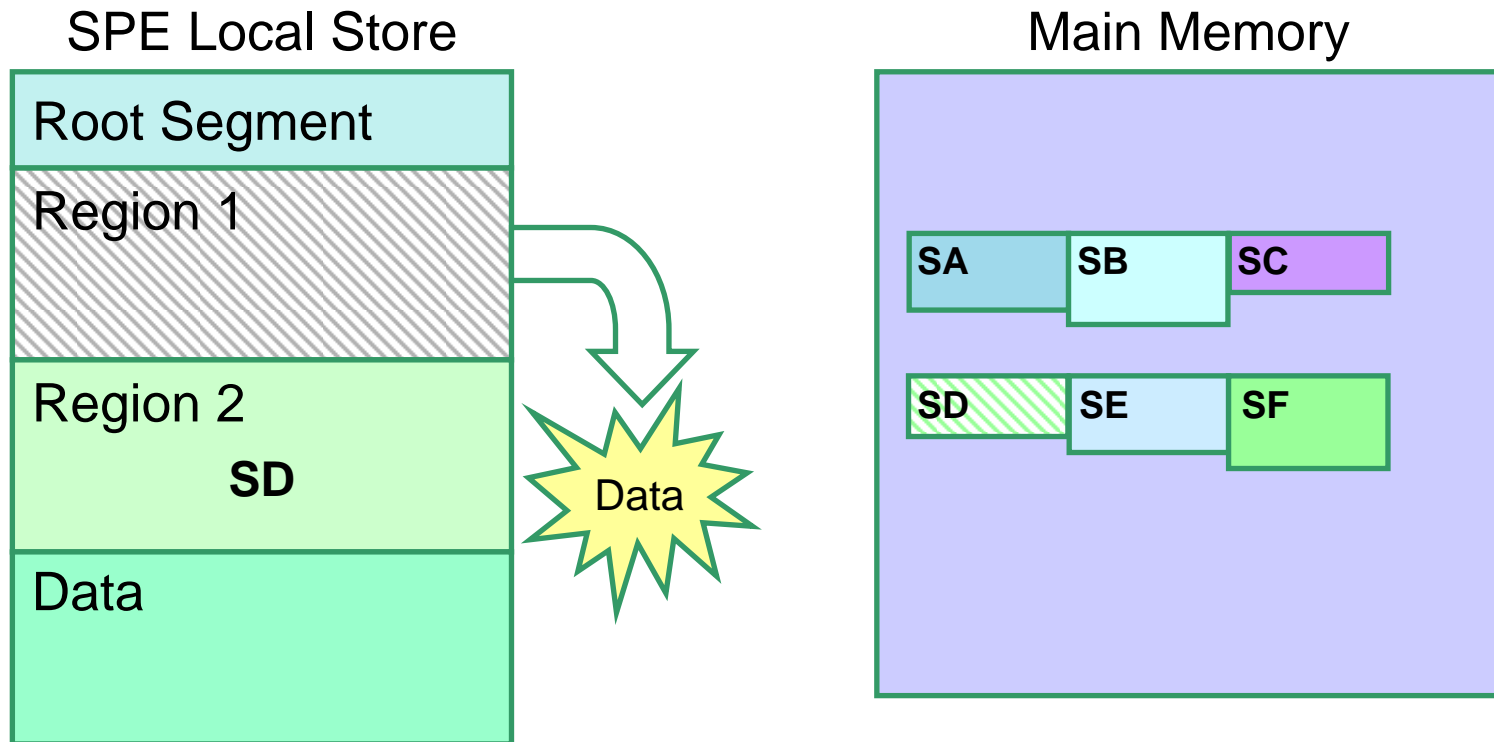 SPE Local Store
Root Segment
Region 1
Region 2
SD
Data
Data
Main Memory
SA SB SC
SD SE SF